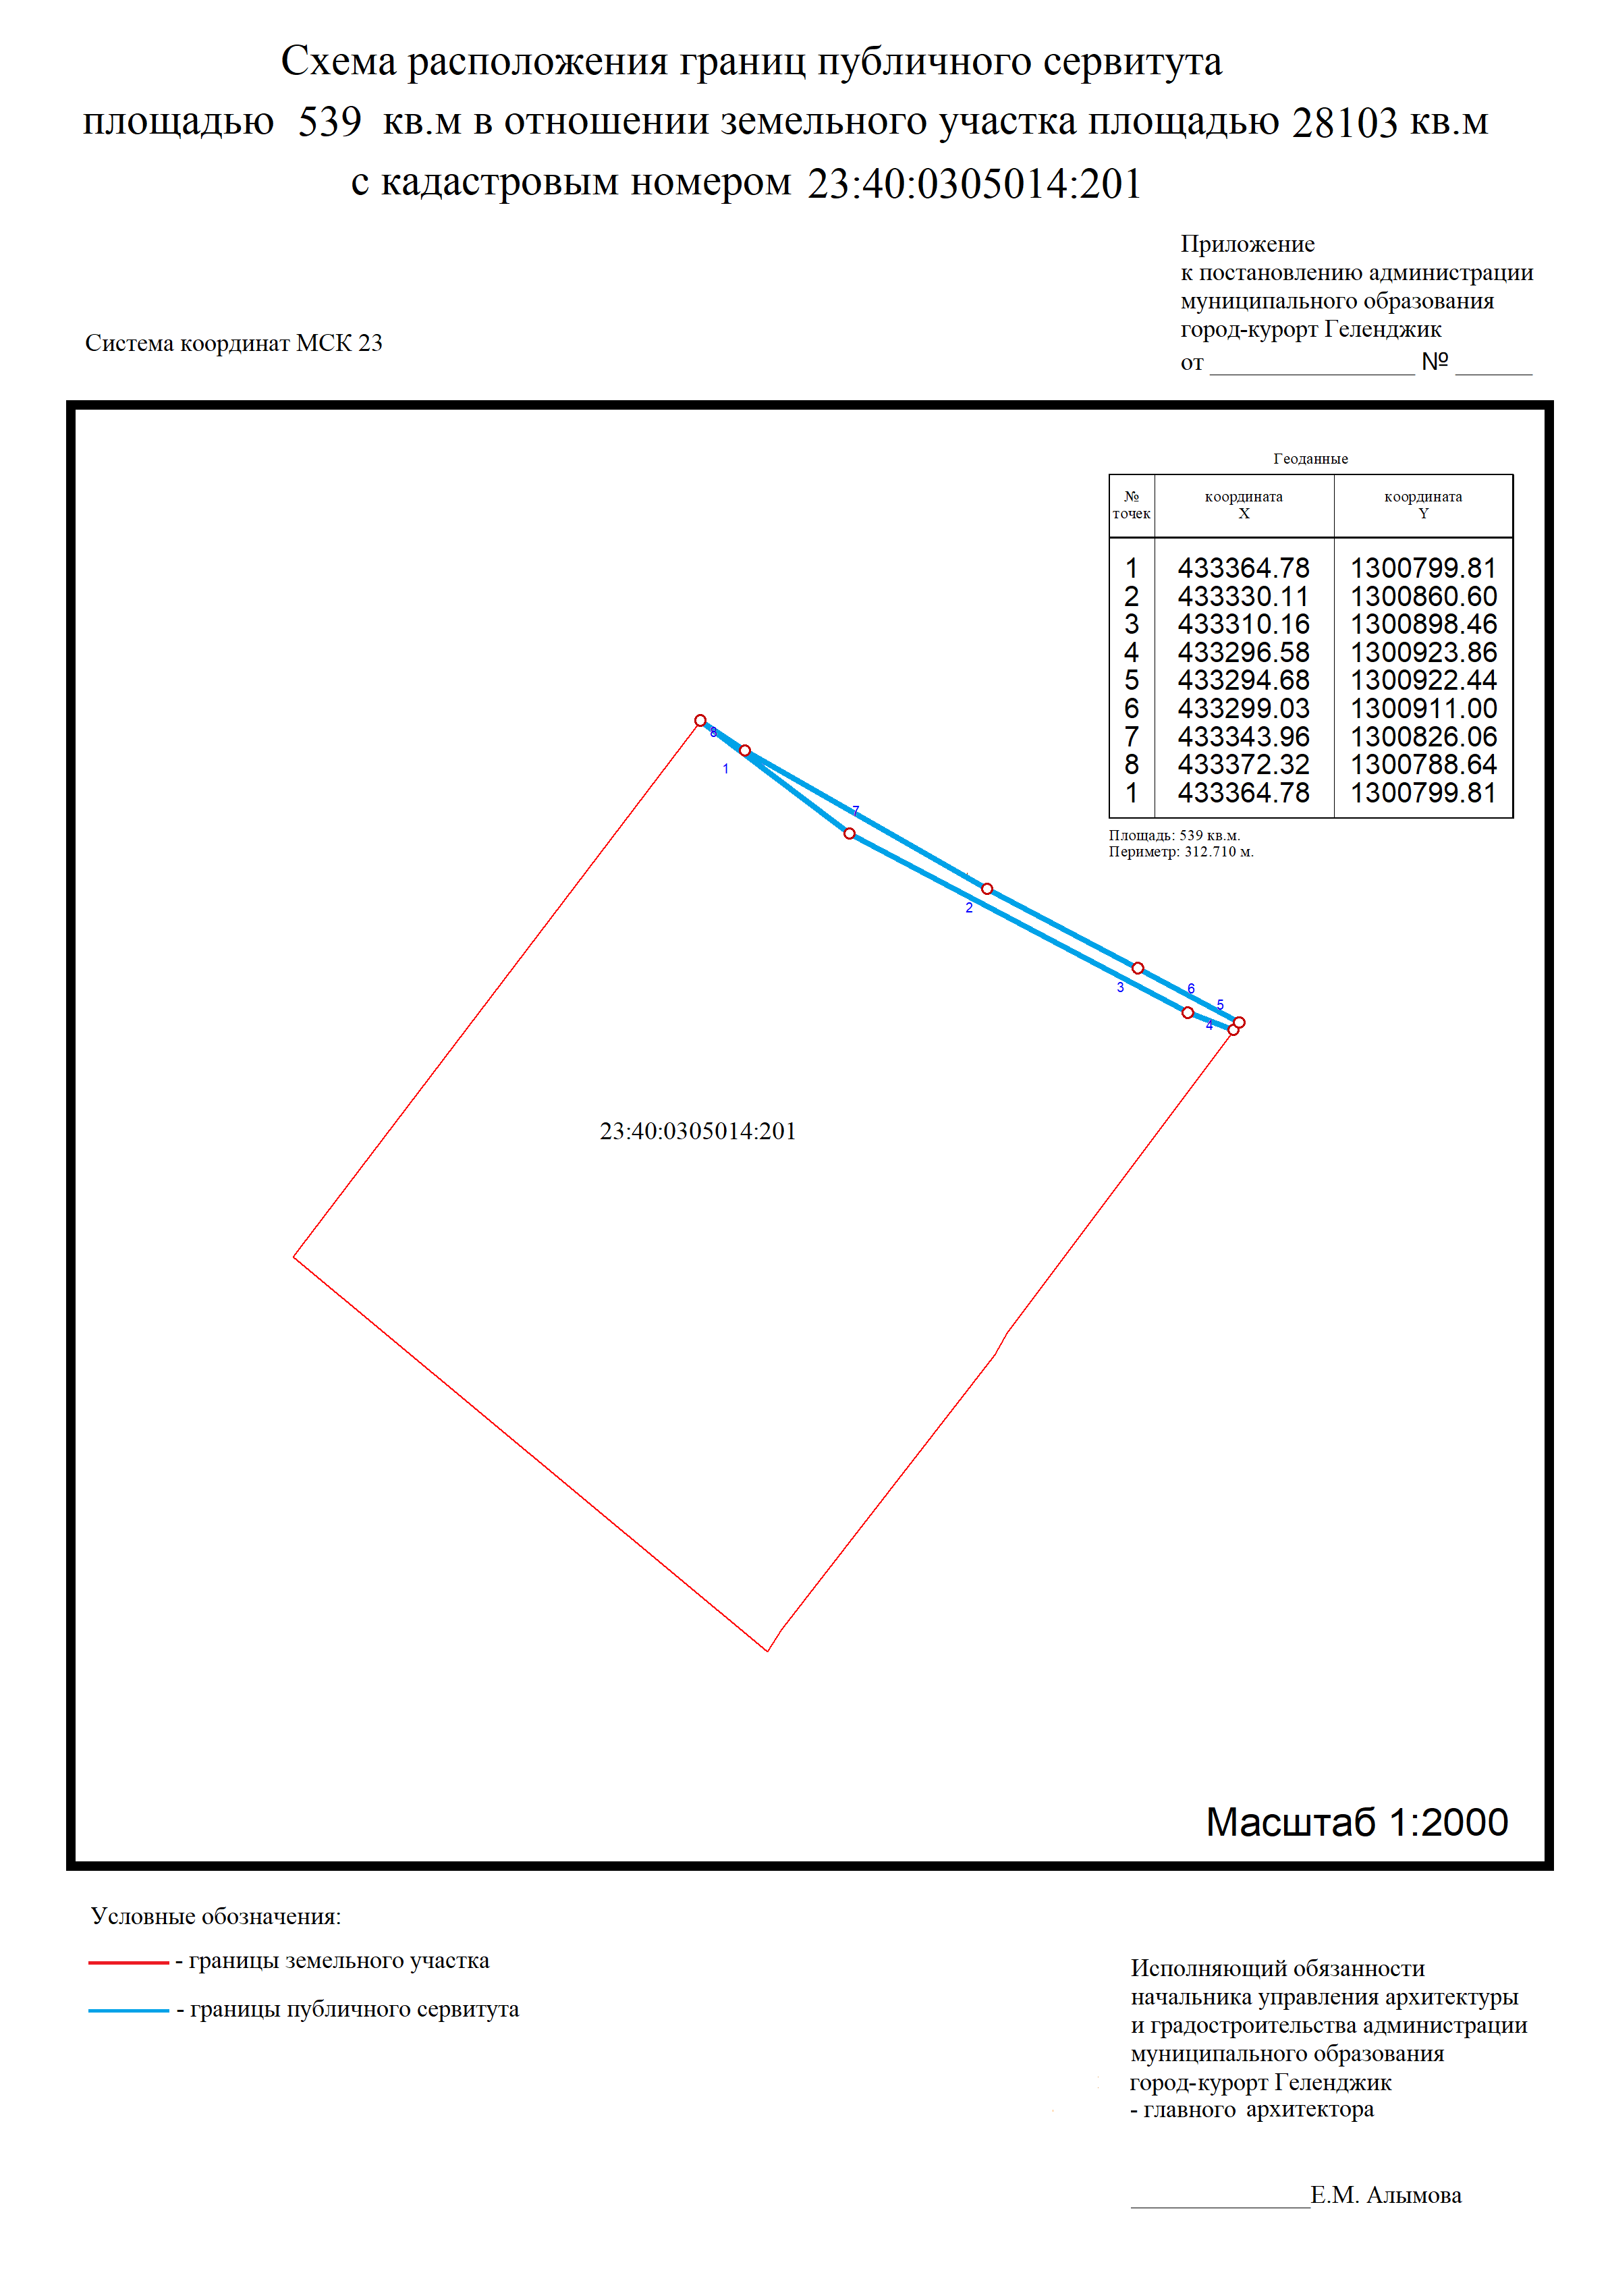 Схема расположения границ публичного сервитута
площадью 539 кв.м в отношении земельного участка площадью 28103 кв.м
с кадастровым номером 23:40:0305014:201
Приложение
к постановлению администрации
муниципального образования
город-курорт Геленджик
от ________________ № ______
Система координат МСК 23
Геоданные
№ точек координата X координата Y
1 433364.78 1300799.81
2 433330.11 1300860.60
3 433310.16 1300898.46
4 433296.58 1300923.86
5 433294.68 1300922.44
6 433299.03 1300911.00
7 433343.96 1300826.06
8 433372.32 1300788.64
1 433364.78 1300799.81
Площадь: 539 кв.м.
Периметр: 312.710 м.
8
1
7
2
3
6
5
4
23:40:0305014:201
Масштаб 1:2000
Условные обозначения:
- границы земельного участка
- границы публичного сервитута
Исполняющий обязанности
начальника управления архитектуры
и градостроительства администрации
муниципального образования
город-курорт Геленджик
- главного архитектора
______________Е.М. Алымова